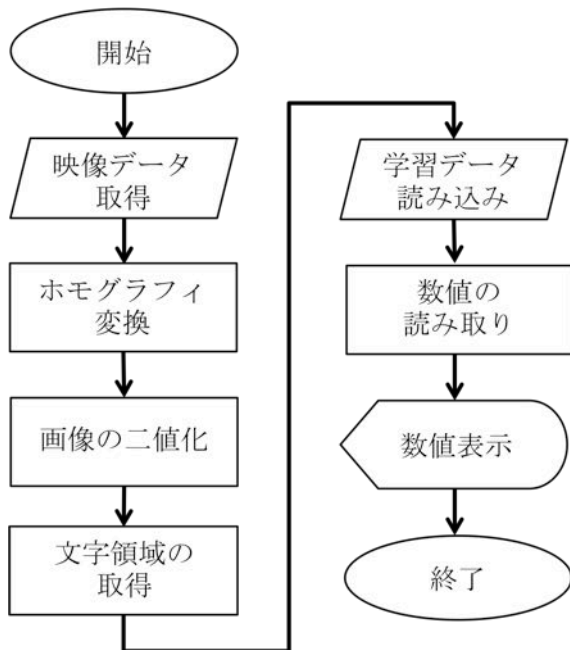 開始
映像データ
取得
ホモグラフィ
変換
画像の二値化
文字領域の
取得
学習データ
読み込み
数値の
読み取り
数値表示
終了